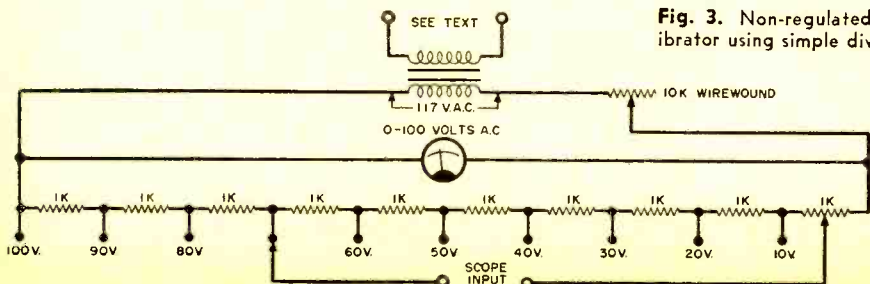 SEE TEXT
Fig. 3. Non-regulated
ibrator using simple div
117 V.A.C.
10K WIREWOUND
0-100 VOLTS A.C
1K 1K 1K 1K 1K 1K 1K 1K 1K 1K
100V. 90V. 80V. 60V. 50V. 40V. 30V. 20V. 10V.
SCOPE
INPUT